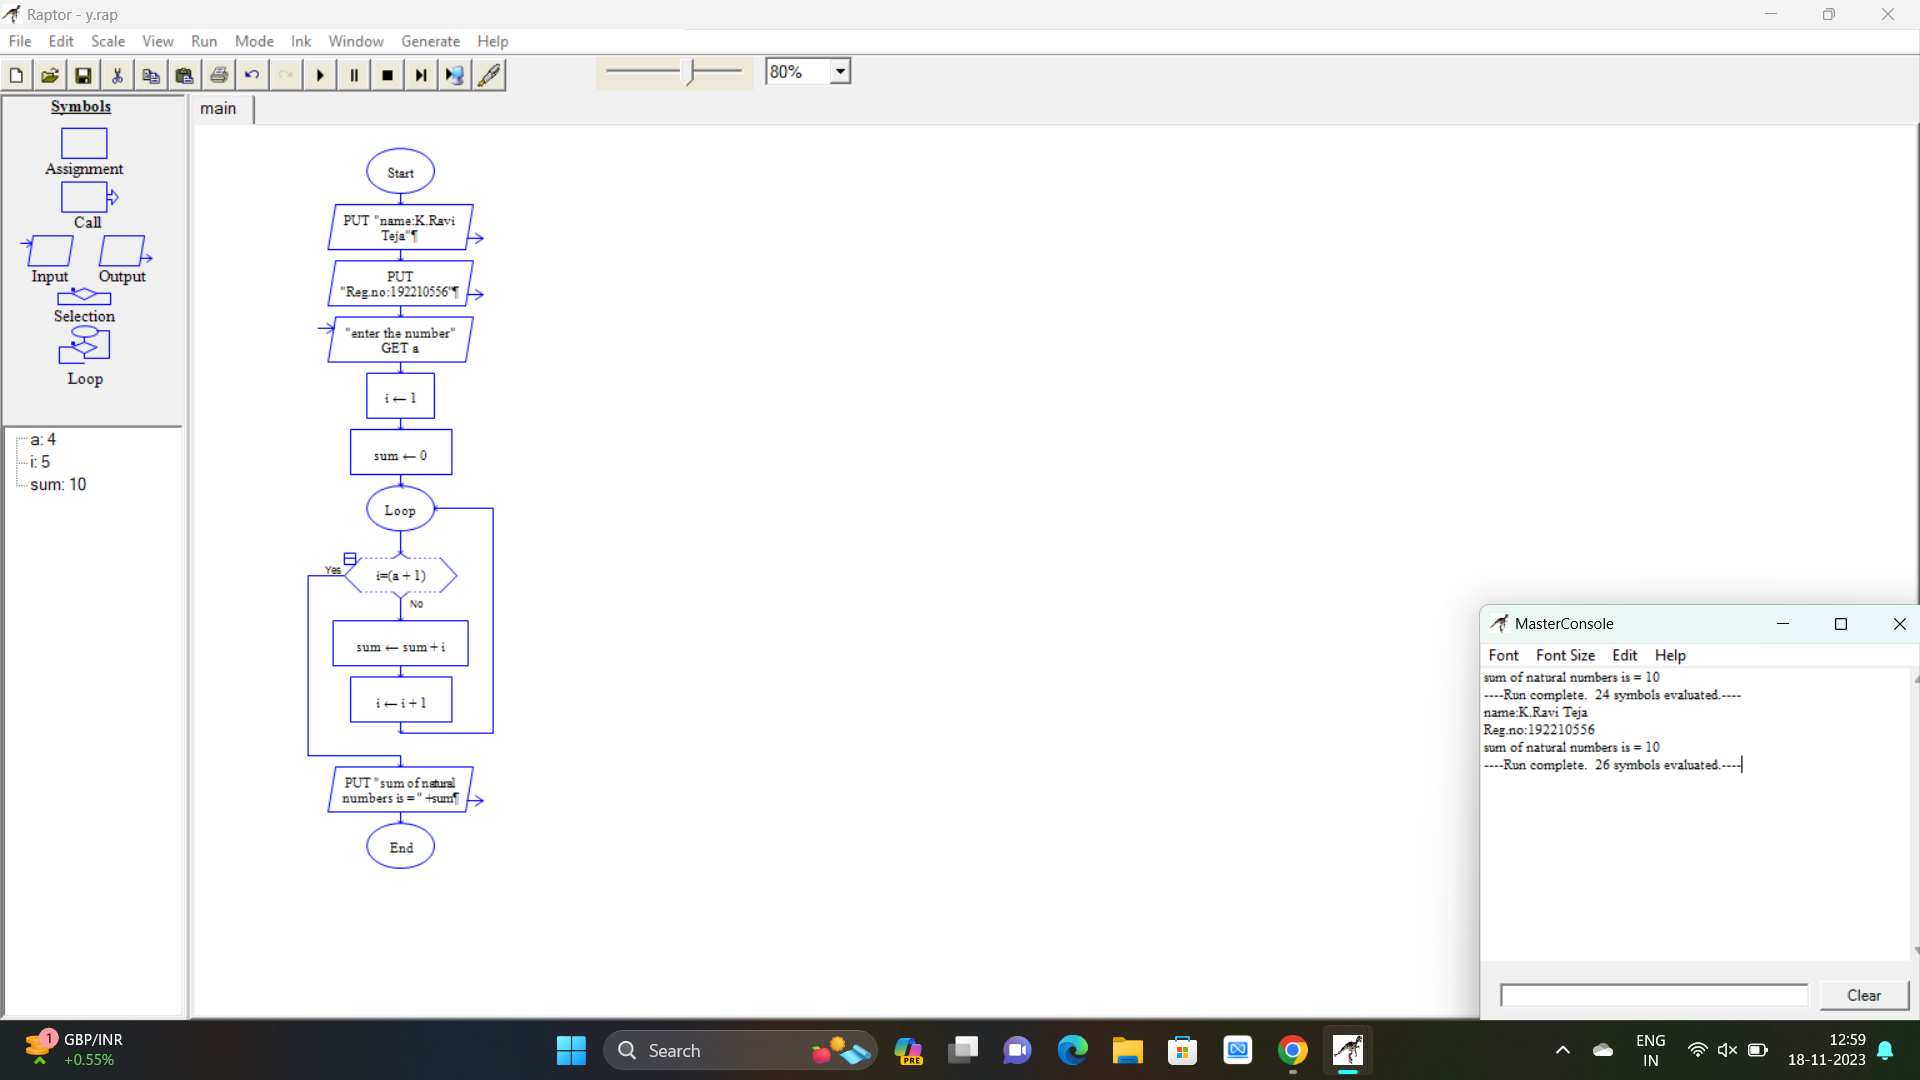 Raptor - y.rap
File Edit Scale View Run Mode Ink Window Generate Help
80%
Symbols
Assignment
Call
Input Output
Selection
Loop
a: 4
i: 5
sum: 10
main
Start
PUT "name:K.Ravi
Teja"¶
PUT
"Reg.no:192210556"¶
"enter the number"
GET a
i ← 1
sum ← 0
Loop
Yes
i=(a + 1)
No
sum ← sum + i
i ← i + 1
PUT "sum of natural
numbers is =" +sum¶
End
MasterConsole
Font Font Size Edit Help
sum of natural numbers is = 10
----Run complete. 24 symbols evaluated.----
name:K.Ravi Teja
Reg.no:192210556
sum of natural numbers is = 10
----Run complete. 26 symbols evaluated.----
Clear
1
GBP/INR
+0.55%
Search
PRE
ENG
IN
12:59
18-11-2023